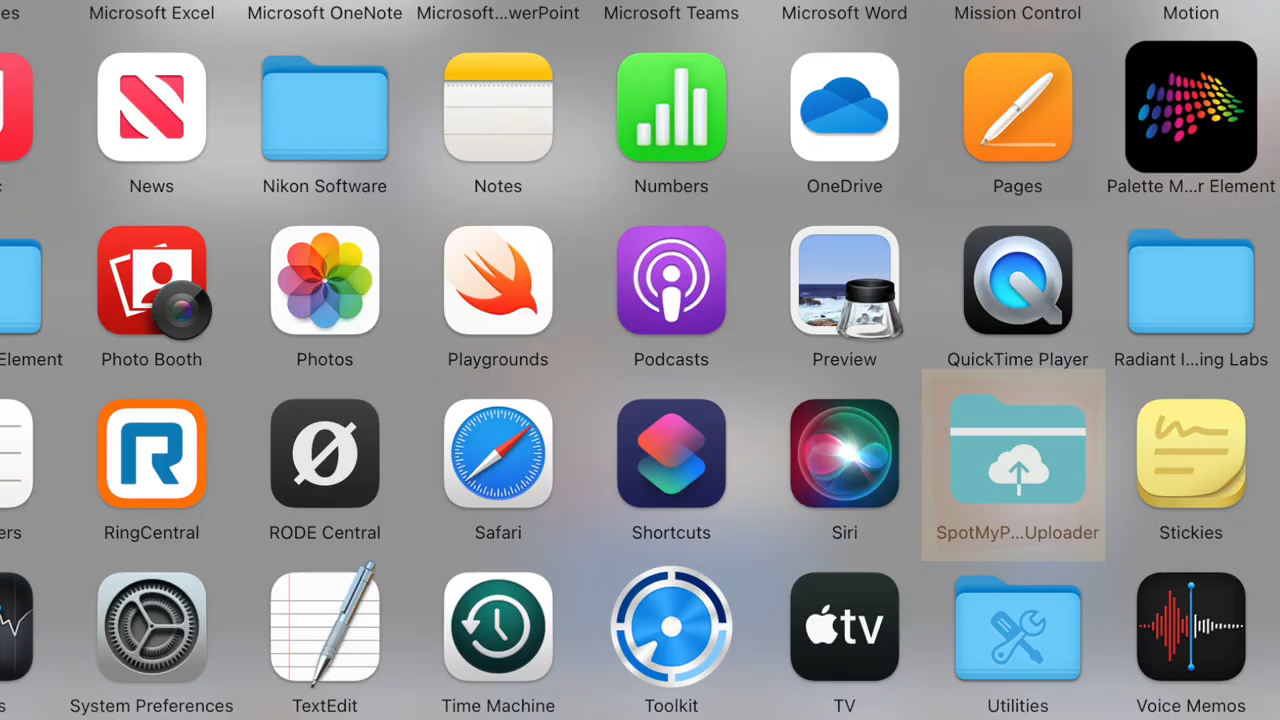 es Microsoft Excel Microsoft OneNote Microsoft...werPoint Microsoft Teams Microsoft Word Mission Control Motion
c News Nikon Software Notes Numbers OneDrive Pages Palette M...r Element
Element Photo Booth Photos Playgrounds Podcasts Preview QuickTime Player Radiant I...ing Labs
R
ers RingCentral RODE Central Safari Shortcuts Siri SpotMyP...Uploader Stickies
tv
s System Preferences TextEdit Time Machine Toolkit TV Utilities Voice Memos